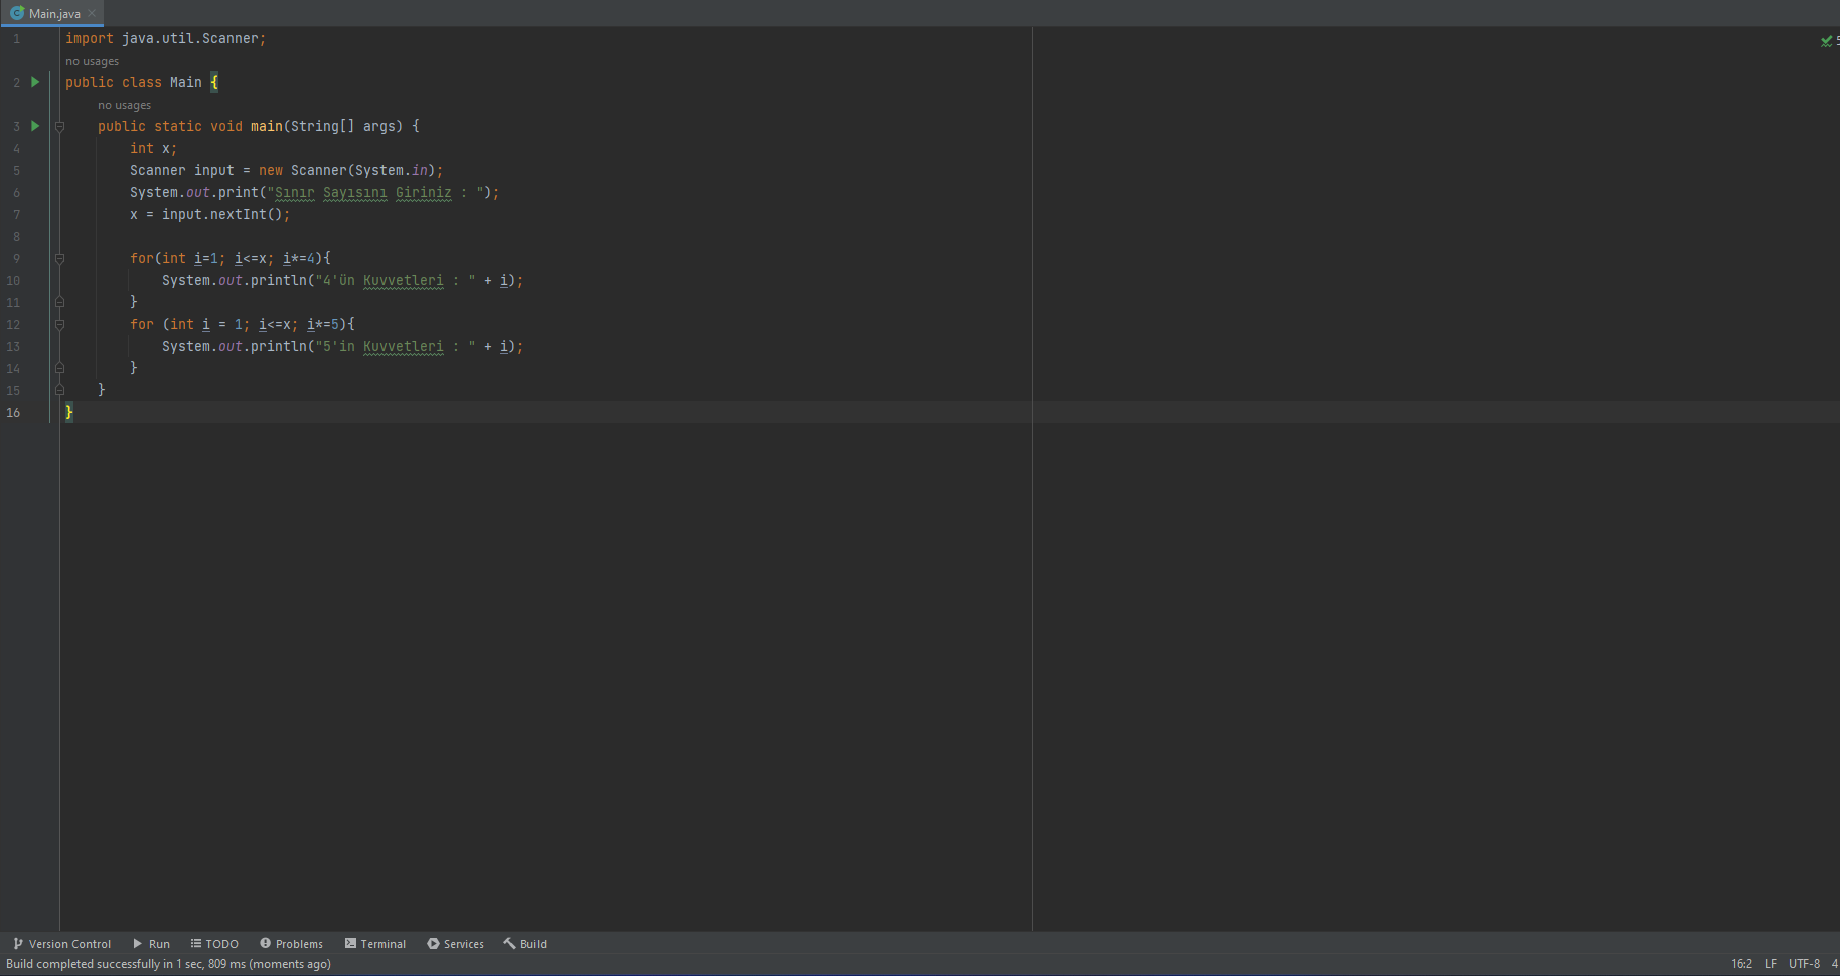 Main.java
1 import java.util.Scanner;
no usages
2 public class Main {
no usages
3 public static void main(String[] args) {
4 int x;
5 Scanner input = new Scanner(System.in);
6 System.out.print("Sınır Sayısını Giriniz : ");
7 x = input.nextInt();
8
9 for(int i=1; i<=x; i*=4){
10 System.out.println("4'ün Kuvvetleri : " + i);
11 }
12 for (int i = 1; i<=x; i*=5){
13 System.out.println("5'in Kuvvetleri : " + i);
14 }
15 }
16 }
Version Control Run TODO Problems Terminal Services Build
Build completed successfully in 1 sec, 809 ms (moments ago) 16:2 LF UTF-8 4